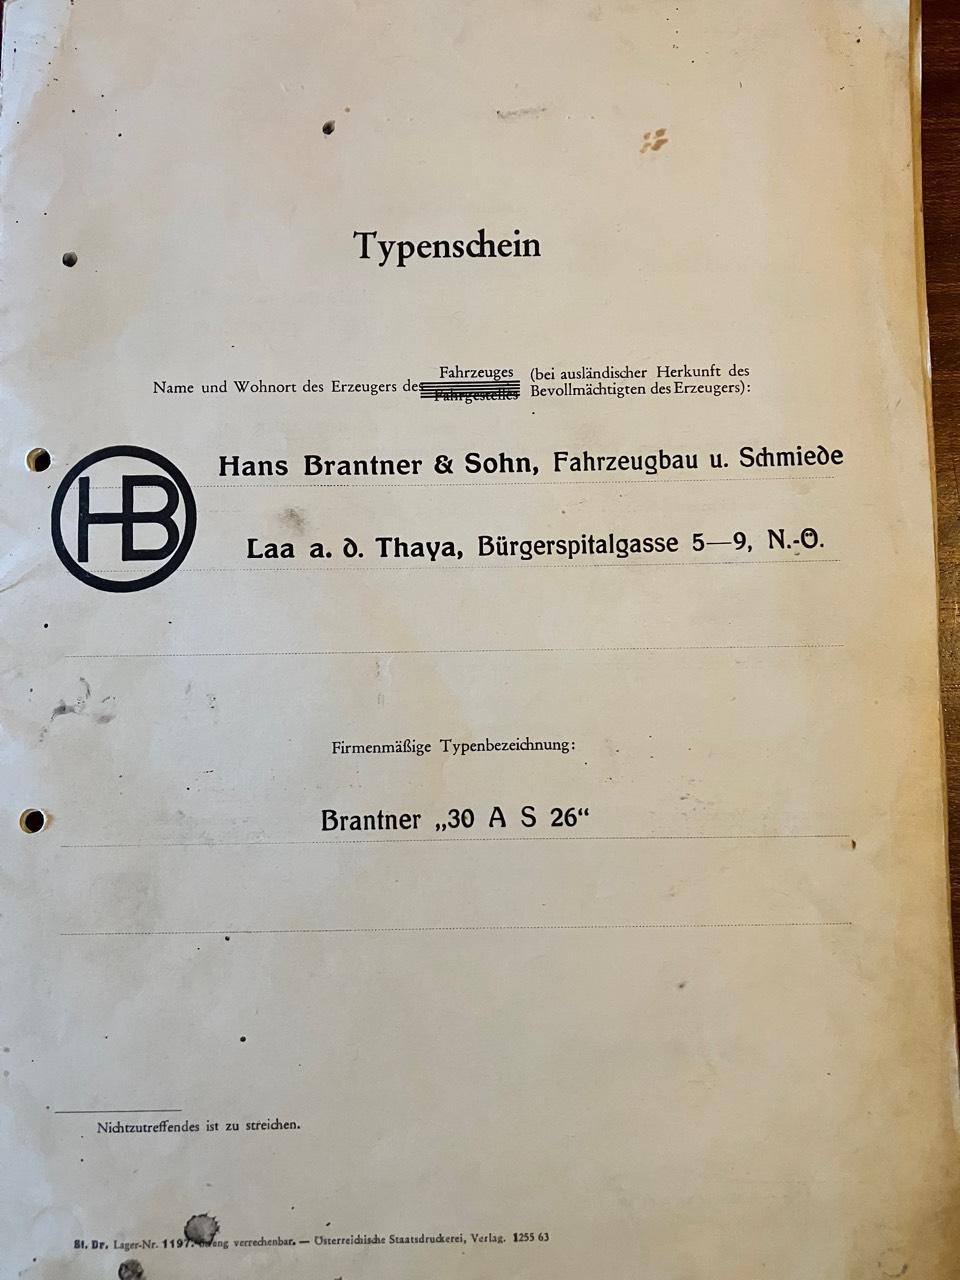 Typenschein
Fahrzeuges (bei ausländischer Herkunft des
Name und Wohnort des Erzeugers des Fahrgestelles Bevollmächtigten des Erzeugers):
HB
Hans Brantner & Sohn, Fahrzeugbau u. Schmiede
Laa a. d. Thaya, Bürgerspitalgasse 5—9, N.-Ö.
Firmenmäßige Typenbezeichnung:
Brantner „30 A S 26“
Nichtzutreffendes ist zu streichen.
St. Dr. Lager-Nr. 1197. verrechenbar. — Österreichische Staatsdruckerei, Verlag. 1255 63